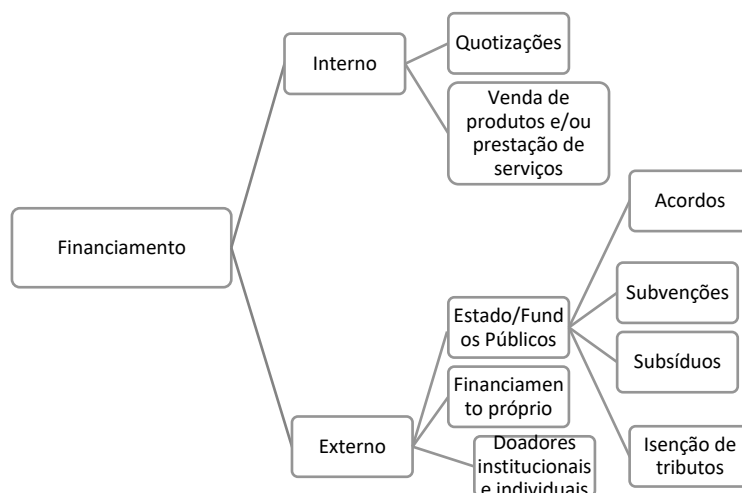 Financiamento
Interno
Quotizações
Venda de
produtos e/ou
prestação de
serviços
Externo
Estado/Fund
os Públicos
Acordos
Subvenções
Subsíduos
Isenção de
tributos
Financiamen
to próprio
Doadores
institucionais
e individuais